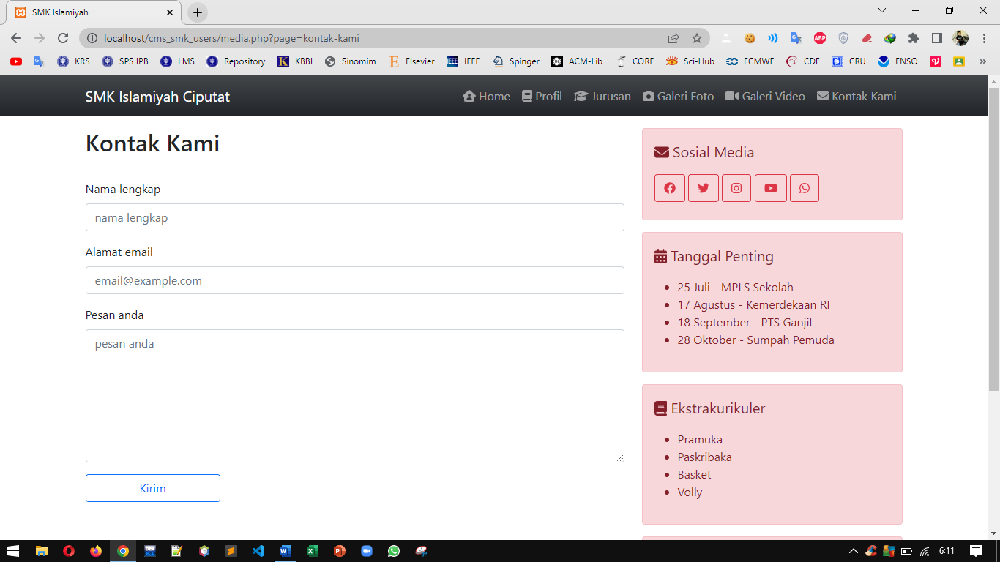 SMK Islamiyah
localhost/cms_smk_users/media.php?page=kontak-kami
ABP
KRS SPS IPB LMS Repository KBBI Sinomim Elsevier IEEE Spinger ACM-Lib CORE Sci-Hub ECMWF CDF CRU ENSO
SMK Islamiyah Ciputat
Home Profil Jurusan Galeri Foto Galeri Video Kontak Kami
Kontak Kami
Nama lengkap
nama lengkap
Alamat email
email@example.com
Pesan anda
pesan anda
Kirim
Sosial Media
Tanggal Penting
25 Juli - MPLS Sekolah
17 Agustus - Kemerdekaan RI
18 September - PTS Ganjil
28 Oktober - Sumpah Pemuda
Ekstrakurikuler
Pramuka
Paskribaka
Basket
Volly
6:11